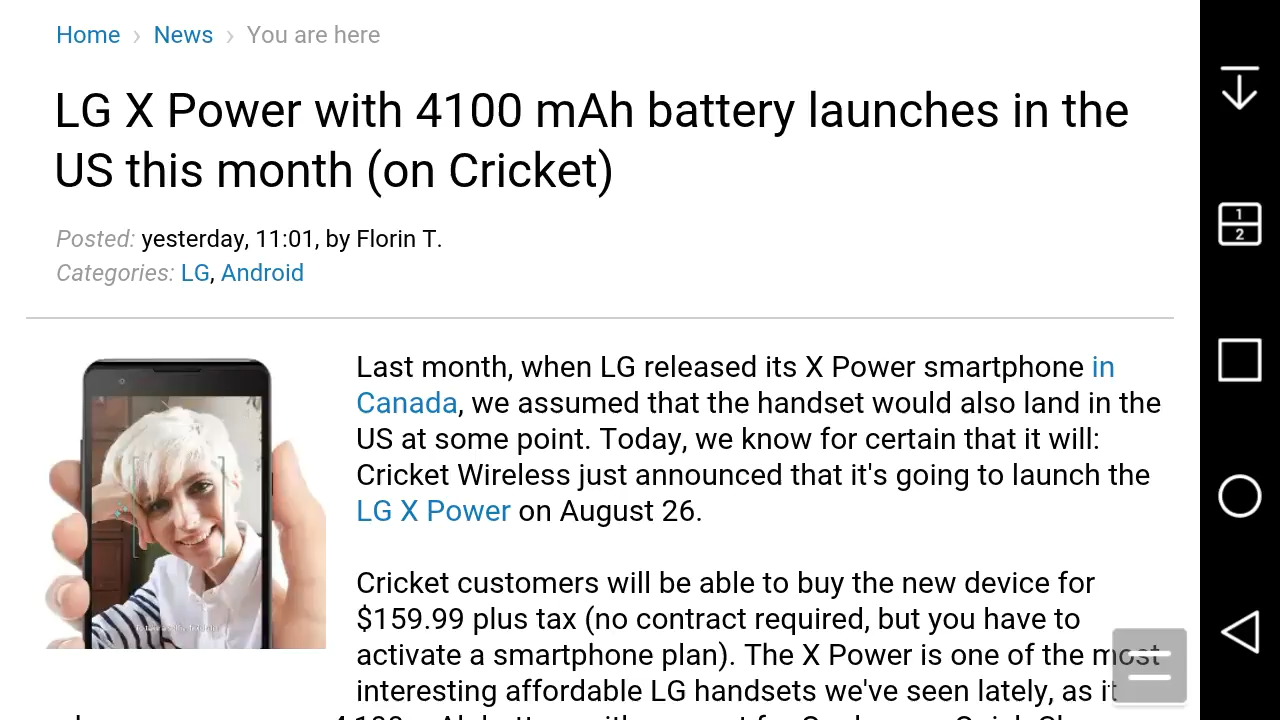 Home › News › You are here
LG X Power with 4100 mAh battery launches in the
US this month (on Cricket)
Posted: yesterday, 11:01, by Florin T.
Categories: LG, Android
Last month, when LG released its X Power smartphone in
Canada, we assumed that the handset would also land in the
US at some point. Today, we know for certain that it will:
Cricket Wireless just announced that it's going to launch the
LG X Power on August 26.
Cricket customers will be able to buy the new device for
$159.99 plus tax (no contract required, but you have to
activate a smartphone plan). The X Power is one of the most
interesting affordable LG handsets we've seen lately, as it
1
2